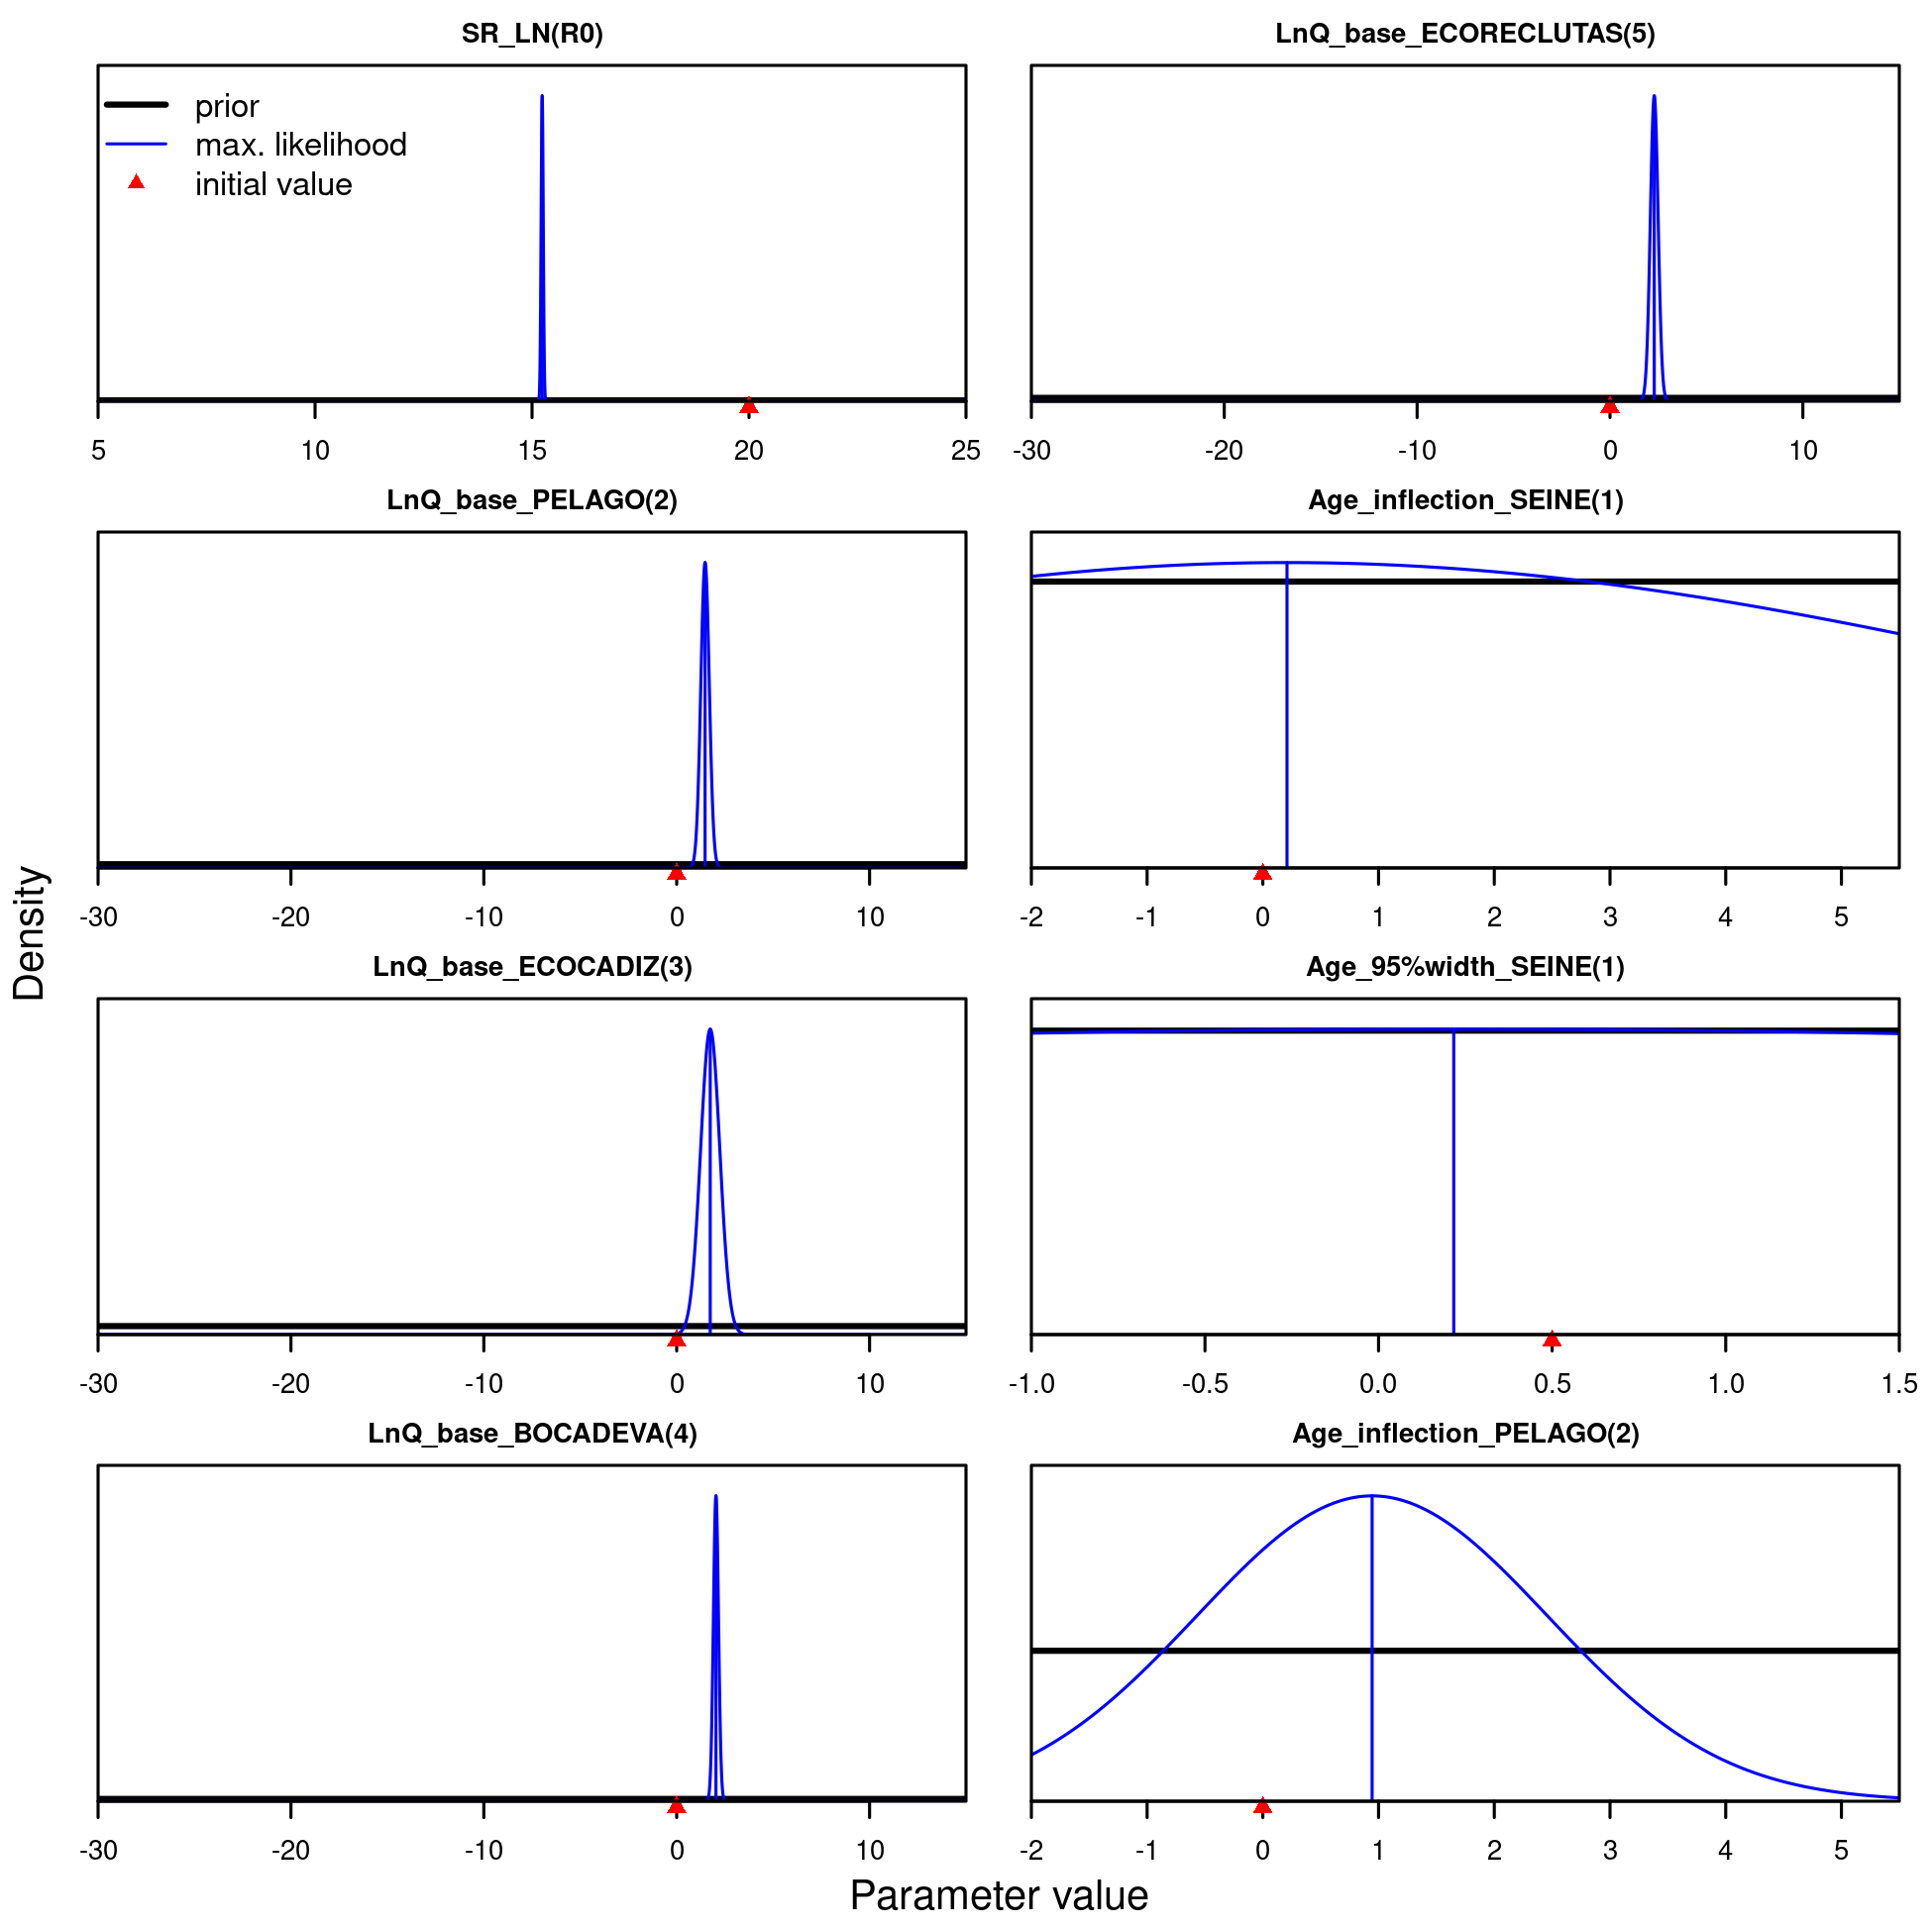 SR_LN(R0)
prior
max. likelihood
initial value
5 10 15 20 25
LnQ_base_ECORECLUTAS(5)
-30 -20 -10 0 10
LnQ_base_PELAGO(2)
-30 -20 -10 0 10
Age_inflection_SEINE(1)
-2 -1 0 1 2 3 4 5
LnQ_base_ECOCADIZ(3)
-30 -20 -10 0 10
Age_95%width_SEINE(1)
-1.0 -0.5 0.0 0.5 1.0 1.5
LnQ_base_BOCADEVA(4)
-30 -20 -10 0 10
Age_inflection_PELAGO(2)
-2 -1 0 1 2 3 4 5
Density
Parameter value